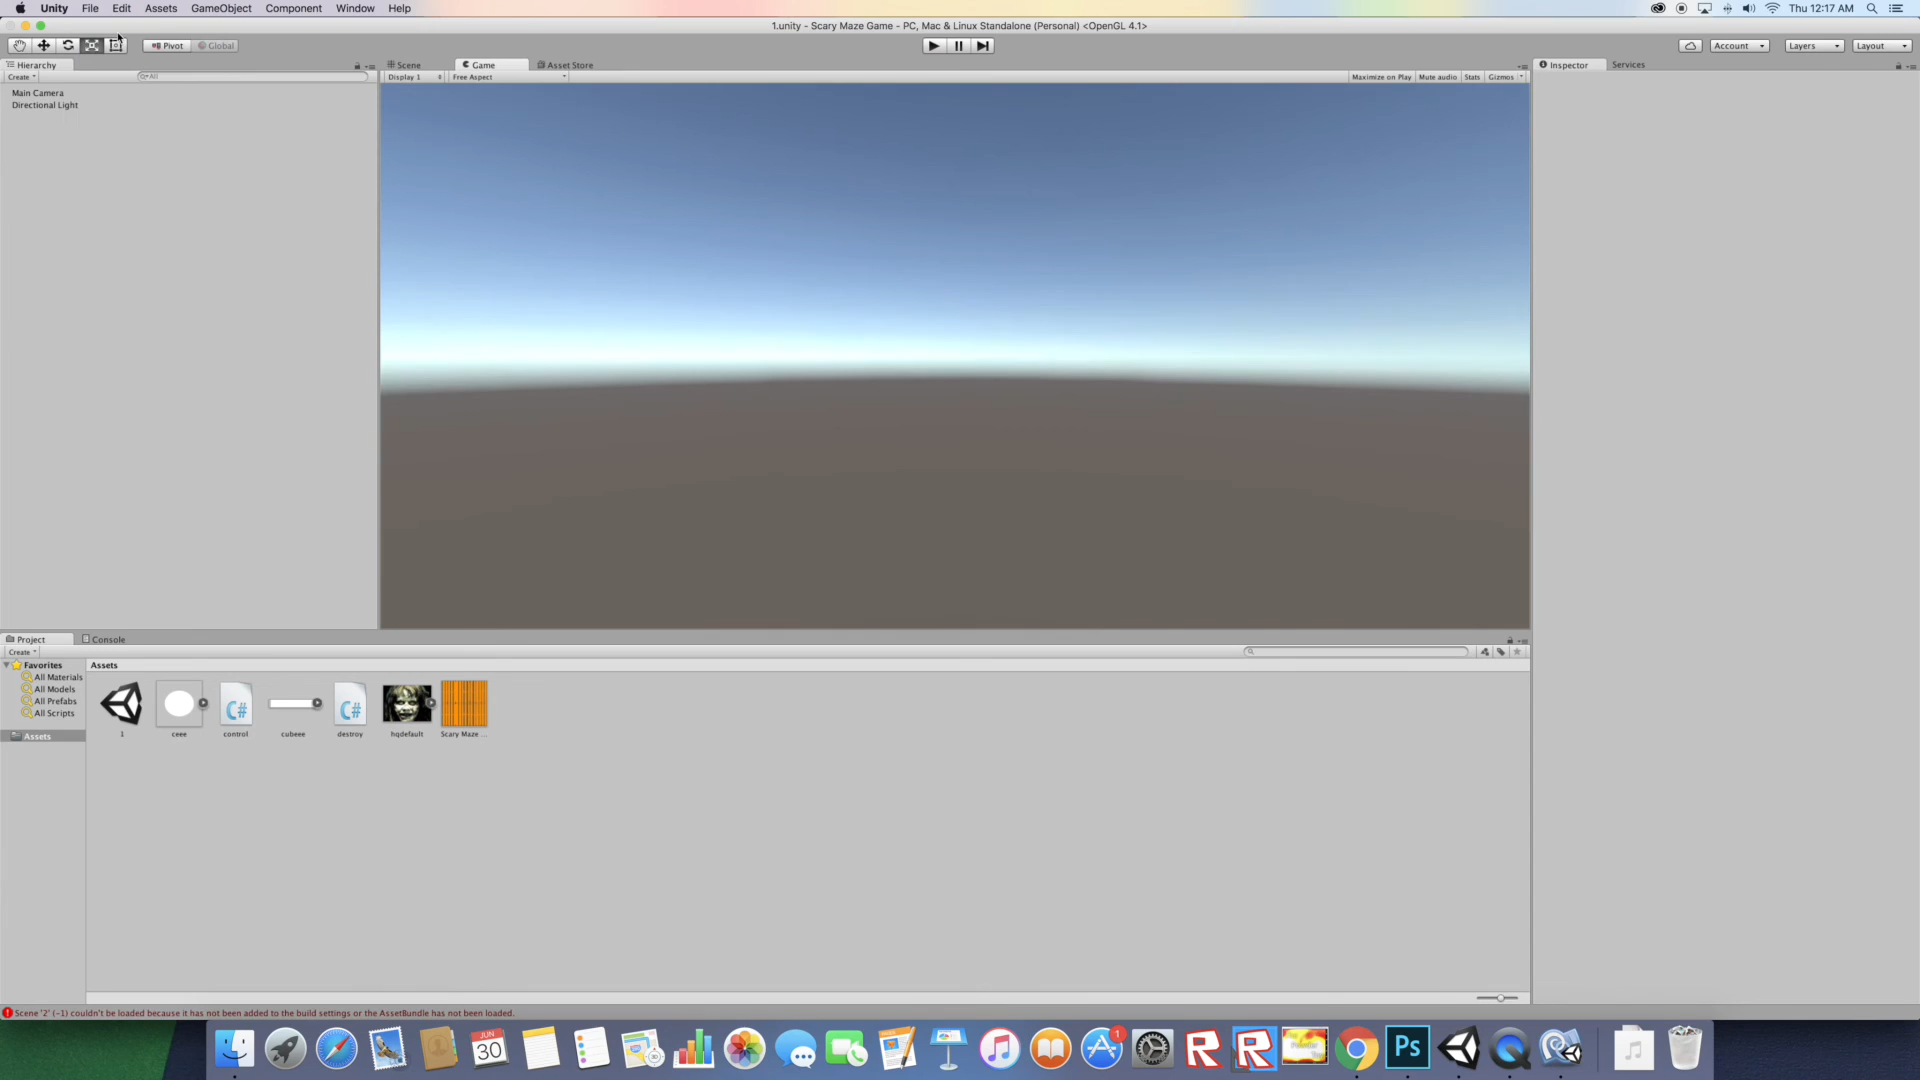 Unity File Edit Assets GameObject Component Window Help
Thu 12:17 AM
1.unity - Scary Maze Game - PC, Mac & Linux Standalone (Personal) <OpenGL 4.1>
Pivot Global
Account Layers Layout
Hierarchy
Create All
Main Camera
Directional Light
Scene Game Asset Store
Display 1 Free Aspect Maximize on Play Mute audio Stats Gizmos
Inspector Services
Project Console
Create
Favorites
All Materials
All Models
All Prefabs
All Scripts
Assets
Assets
C# C#
1 ceee control cubeee destroy hqdefault Scary Maze ...
Scene '2' (-1) couldn't be loaded because it has not been added to the build settings or the AssetBundle has not been loaded.
JUN
30
1
Ps